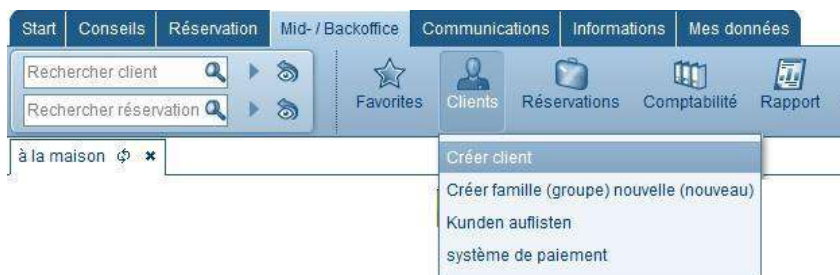 Start Conseils Réservation Mid- / Backoffice Communications Informations Mes données
Rechercher client
Rechercher réservation
Favorites Clients Réservations Comptabilité Rapport
à la maison
Créer client
Créer famille (groupe) nouvelle (nouveau)
Kunden auflisten
système de paiement